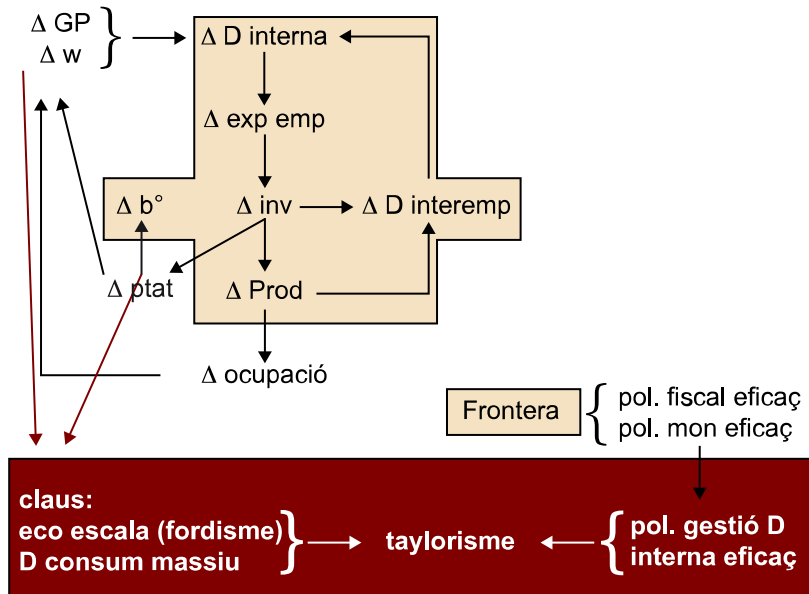 Δ GP
Δ w
Δ D interna
Δ exp emp
Δ b°
Δ inv
Δ D interemp
Δ ptat
Δ Prod
Δ ocupació
Frontera
pol. fiscal eficaç
pol. mon eficaç
claus:
eco escala (fordisme)
D consum massiu
taylorisme
pol. gestió D
interna eficaç